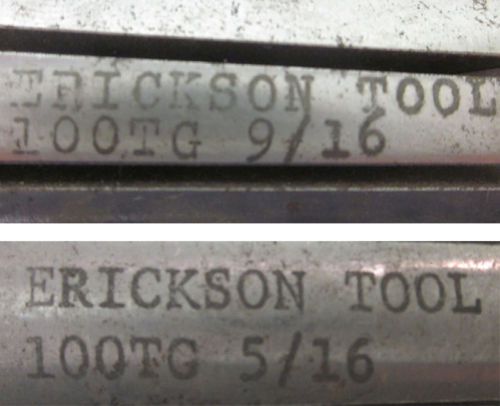 ERICKSON TOOL
100TG 9/16
ERICKSON TOOL
100TG 5/16